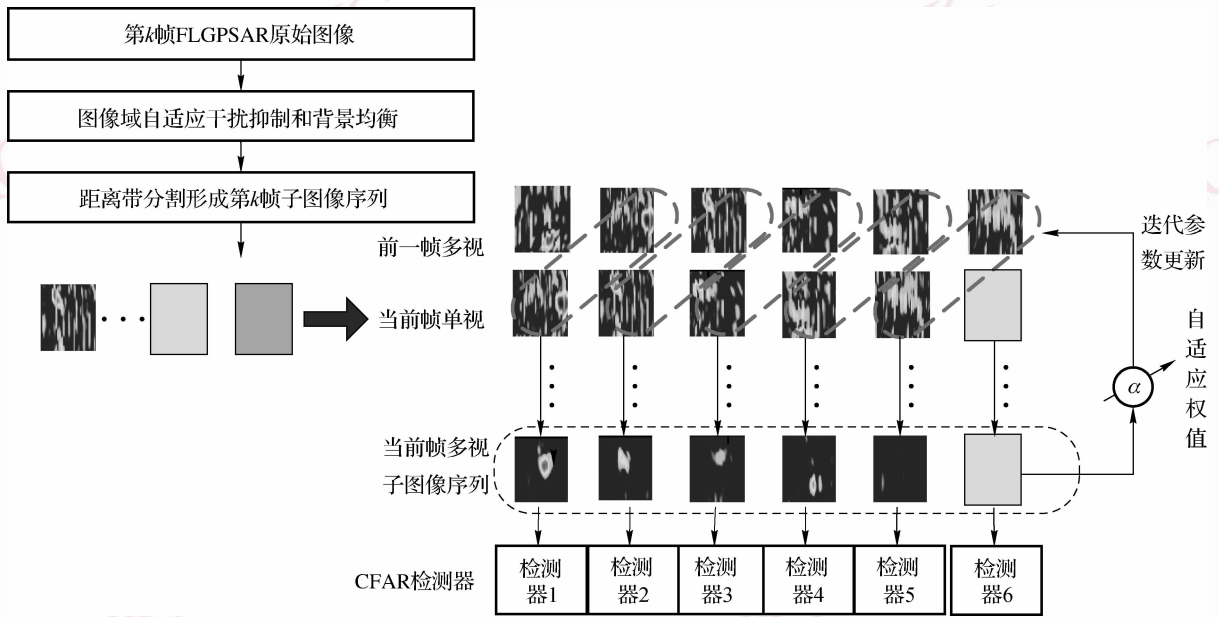 第k帧FLGPSAR原始图像
图像域自适应干扰抑制和背景均衡
距离带分割形成第k帧子图像序列
前一帧多视
迭代参
数更新
当前帧单视
自
适
应
权
值
α
当前帧多视
子图像序列
CFAR检测器
检测
器1
检测
器2
检测
器3
检测
器4
检测
器5
检测
器6